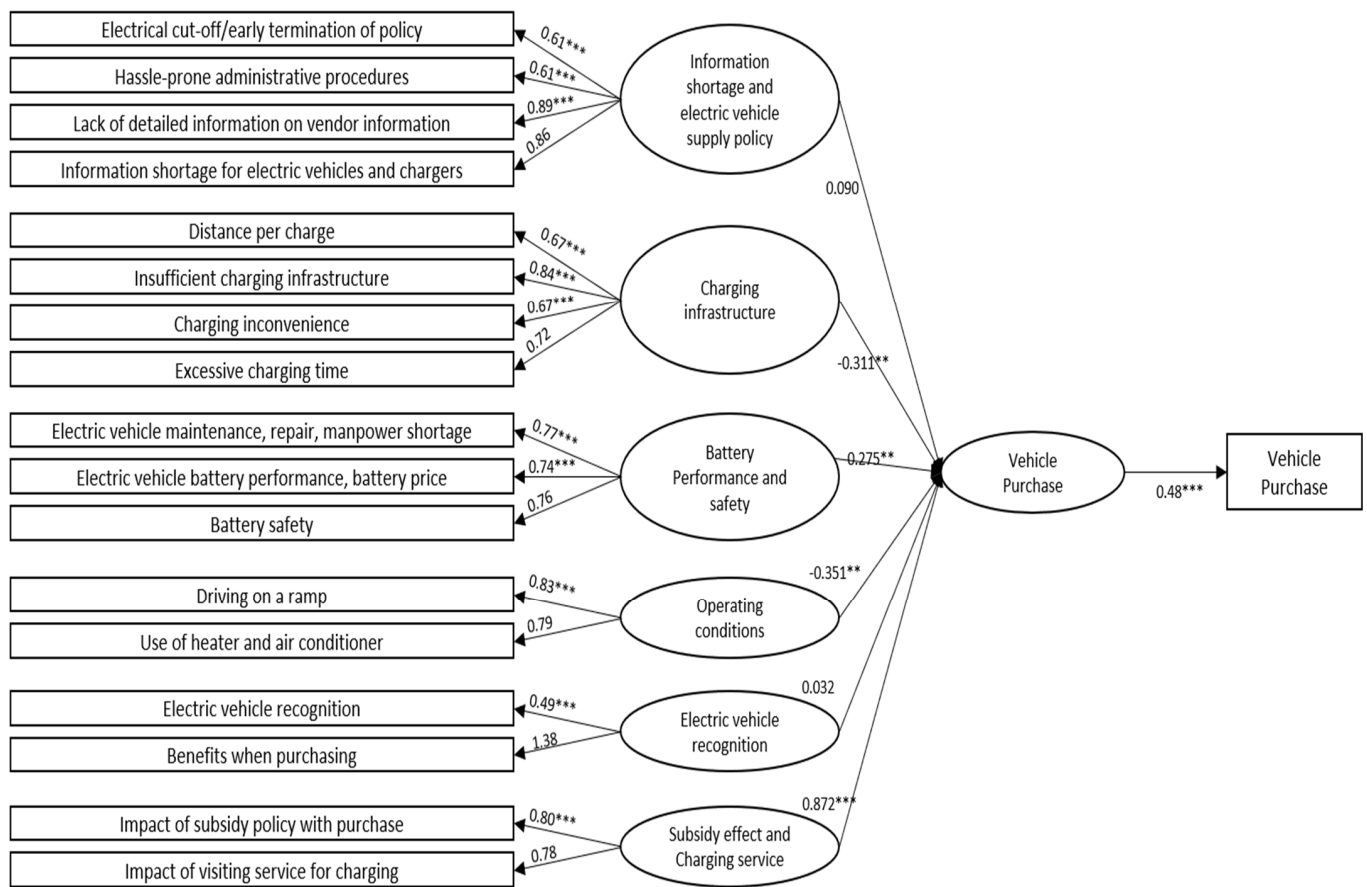 Electrical cut-off/early termination of policy
Hassle-prone administrative procedures
Lack of detailed information on vendor information
Information shortage for electric vehicles and chargers
0.61***
0.61***
0.89***
0.86
Information
shortage and
electric vehicle
supply policy
0.090
Distance per charge
Insufficient charging infrastructure
Charging inconvenience
Excessive charging time
0.67***
0.84***
0.67***
0.72
Charging
infrastructure
-0.311**
Electric vehicle maintenance, repair, manpower shortage
Electric vehicle battery performance, battery price
Battery safety
0.77***
0.74***
0.76
Battery
Performance and
safety
0.275**
Driving on a ramp
Use of heater and air conditioner
0.83***
0.79
Operating
conditions
-0.351**
Electric vehicle recognition
Benefits when purchasing
0.49***
1.38
Electric vehicle
recognition
0.032
Impact of subsidy policy with purchase
Impact of visiting service for charging
0.80***
0.78
Subsidy effect and
Charging service
0.872***
Vehicle
Purchase
0.48***
Vehicle
Purchase